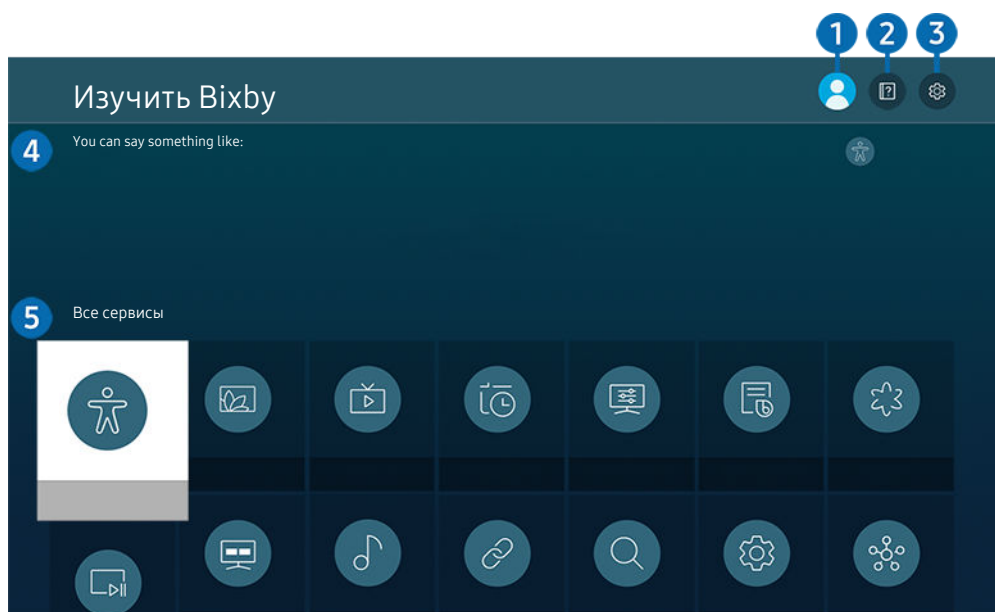 1 2 3
Изучить Bixby
4 You can say something like:
5 Все сервисы